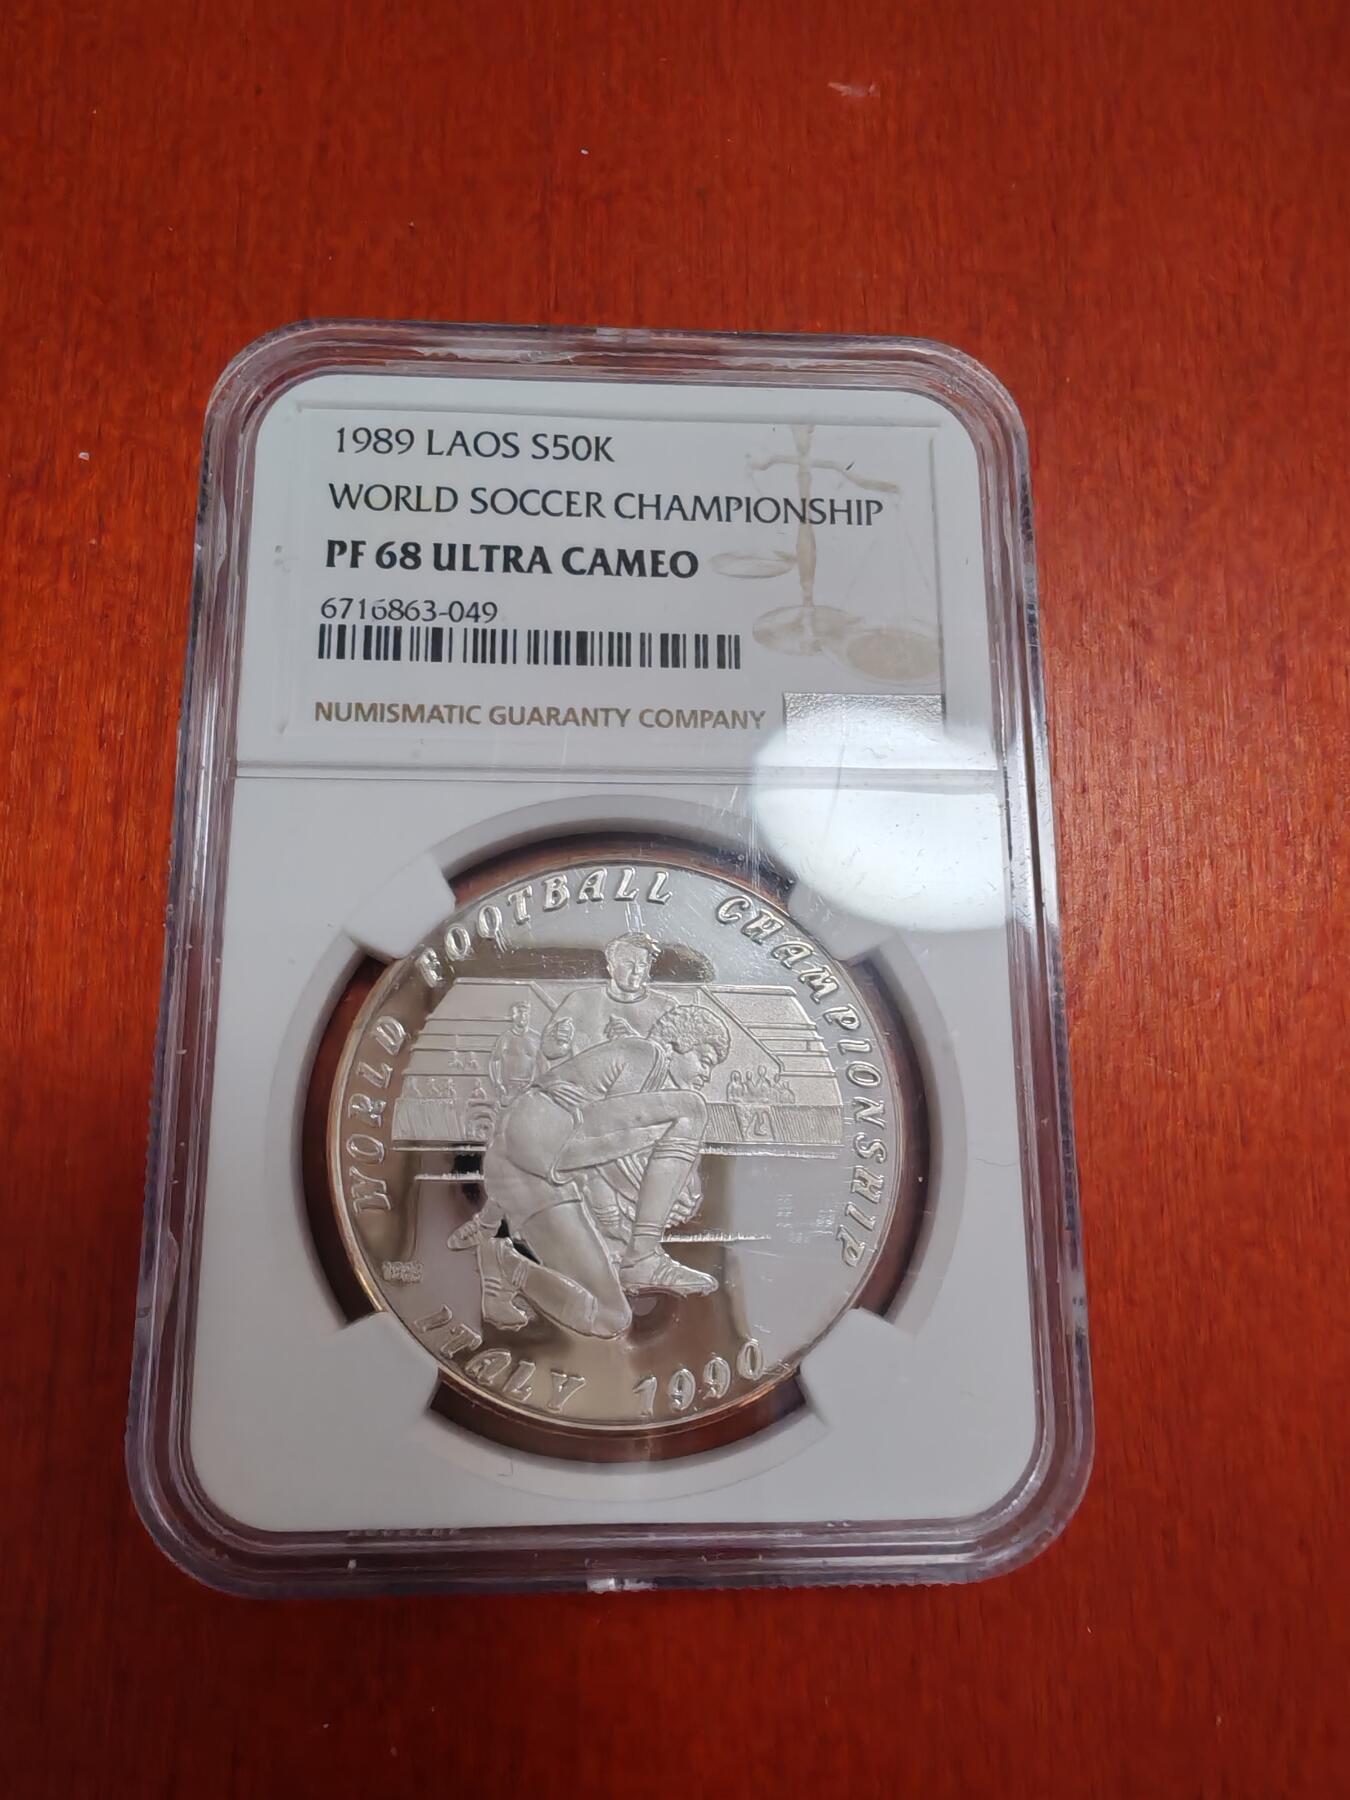 1989 LAOS S50K
WORLD SOCCER CHAMPIONSHIP
PF 68 ULTRA CAMEO
6716863-049
NUMISMATIC GUARANTY COMPANY
WORLD FOOTBALL CHAMPIONSHIP
ITALY 1990